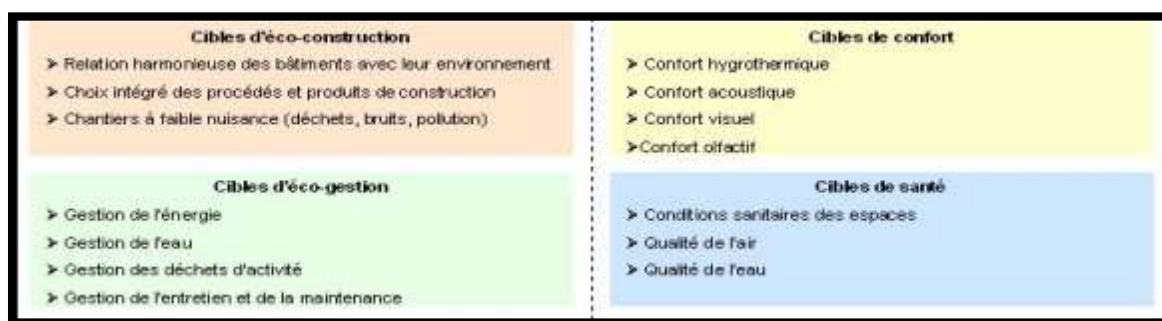 Cibles d'éco-construction
➤ Relation harmonieuse des bâtiments avec leur environnement
➤ Choix intégré des procédés et produits de construction
➤ Chantiers à faible nuisance (déchets, bruits, pollution)
Cibles de confort
➤ Confort hygrothermique
➤ Confort acoustique
➤ Confort visuel
➤Confort olfactif
Cibles d'éco-gestion
➤ Gestion de l'énergie
➤ Gestion de l'eau
➤ Gestion des déchets d'activité
➤ Gestion de l'entretien et de la maintenance
Cibles de santé
➤ Conditions sanitaires des espaces
➤ Qualité de l'air
➤ Qualité de l'eau